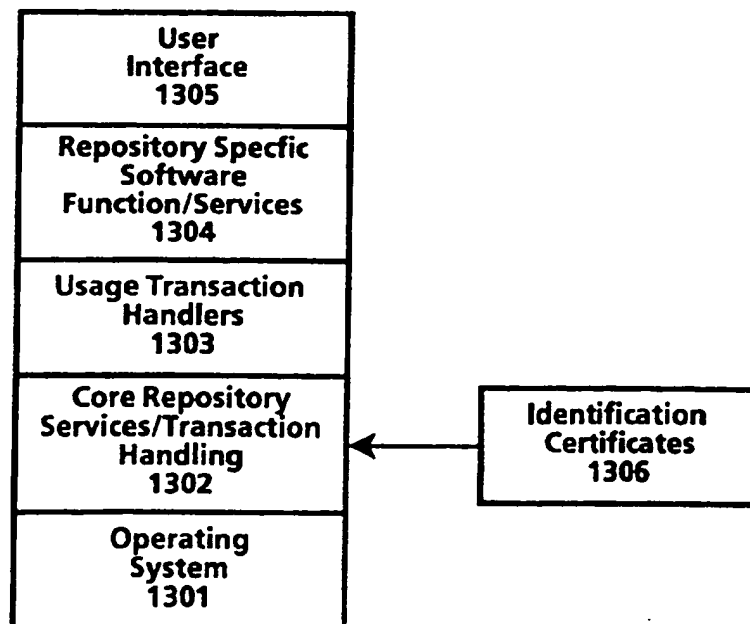 User
Interface
1305
Repository Specfic
Software
Function/Services
1304
Usage Transaction
Handlers
1303
Core Repository
Services/Transaction
Handling
1302
Identification
Certificates
1306
Operating
System
1301